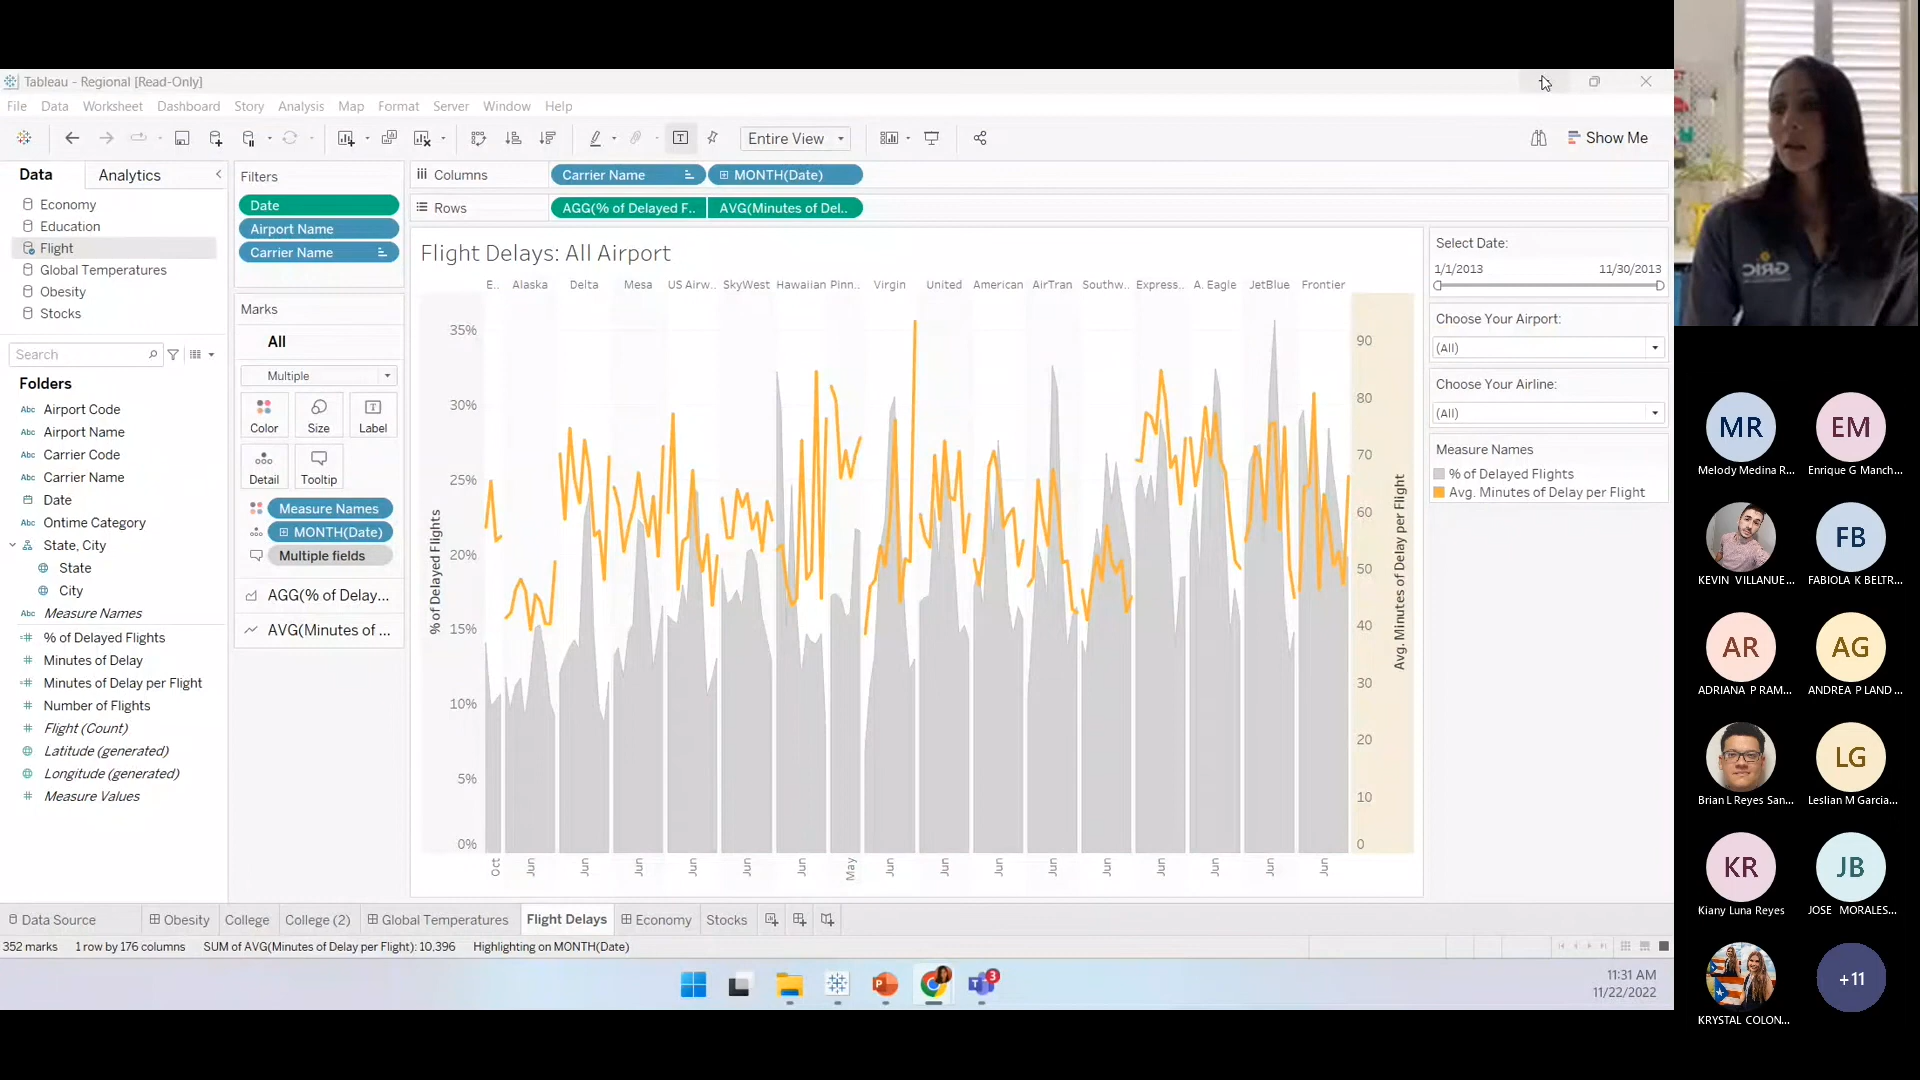 Tableau - Regional [Read-Only]
File Data Worksheet Dashboard Story Analysis Map Format Server Window Help
Entire View
Show Me
Data
Analytics
Economy
Education
Flight
Global Temperatures
Obesity
Stocks
Search
Folders
Abc Airport Code
Abc Airport Name
Abc Carrier Code
Abc Carrier Name
Date
Abc Ontime Category
State, City
State
City
Abc Measure Names
% of Delayed Flights
Minutes of Delay
Minutes of Delay per Flight
Number of Flights
Flight (Count)
Latitude (generated)
Longitude (generated)
Measure Values
Filters
Date
Airport Name
Carrier Name
Marks
All
Multiple
Color Size Label
Detail Tooltip
Measure Names
MONTH(Date)
Multiple fields
AGG(% of Delay...
AVG(Minutes of ...
Columns Carrier Name MONTH(Date)
Rows AGG(% of Delayed F.. AVG(Minutes of Del..
Flight Delays: All Airport
E.. Alaska Delta Mesa US Airw.. SkyWest Hawaiian Pinn.. Virgin United American AirTran Southw.. Express.. A. Eagle JetBlue Frontier
% of Delayed Flights
35%
30%
25%
20%
15%
10%
5%
0%
90
80
70
60
50
40
30
20
10
0
Avg. Minutes of Delay per Flight
Oct Jun Jun Jun Jun Jun Jun May Jun Jun Jun Jun Jun Jun Jun Jun Jun
Select Date:
1/1/2013 11/30/2013
Choose Your Airport:
(All)
Choose Your Airline:
(All)
Measure Names
% of Delayed Flights
Avg. Minutes of Delay per Flight
Data Source Obesity College College (2) Global Temperatures Flight Delays Economy Stocks
352 marks 1 row by 176 columns SUM of AVG(Minutes of Delay per Flight): 10,396 Highlighting on MONTH(Date)
3
11:31 AM
11/22/2022
GRIC
MR EM
Melody Medina R... Enrique G Manch...
FB
KEVIN VILLANUE... FABIOLA K BELTR...
AR AG
ADRIANA P RAM... ANDREA P LAND ...
LG
Brian L Reyes San... Leslian M Garcia...
KR JB
Kiany Luna Reyes JOSE MORALES...
+11
KRYSTAL COLON...